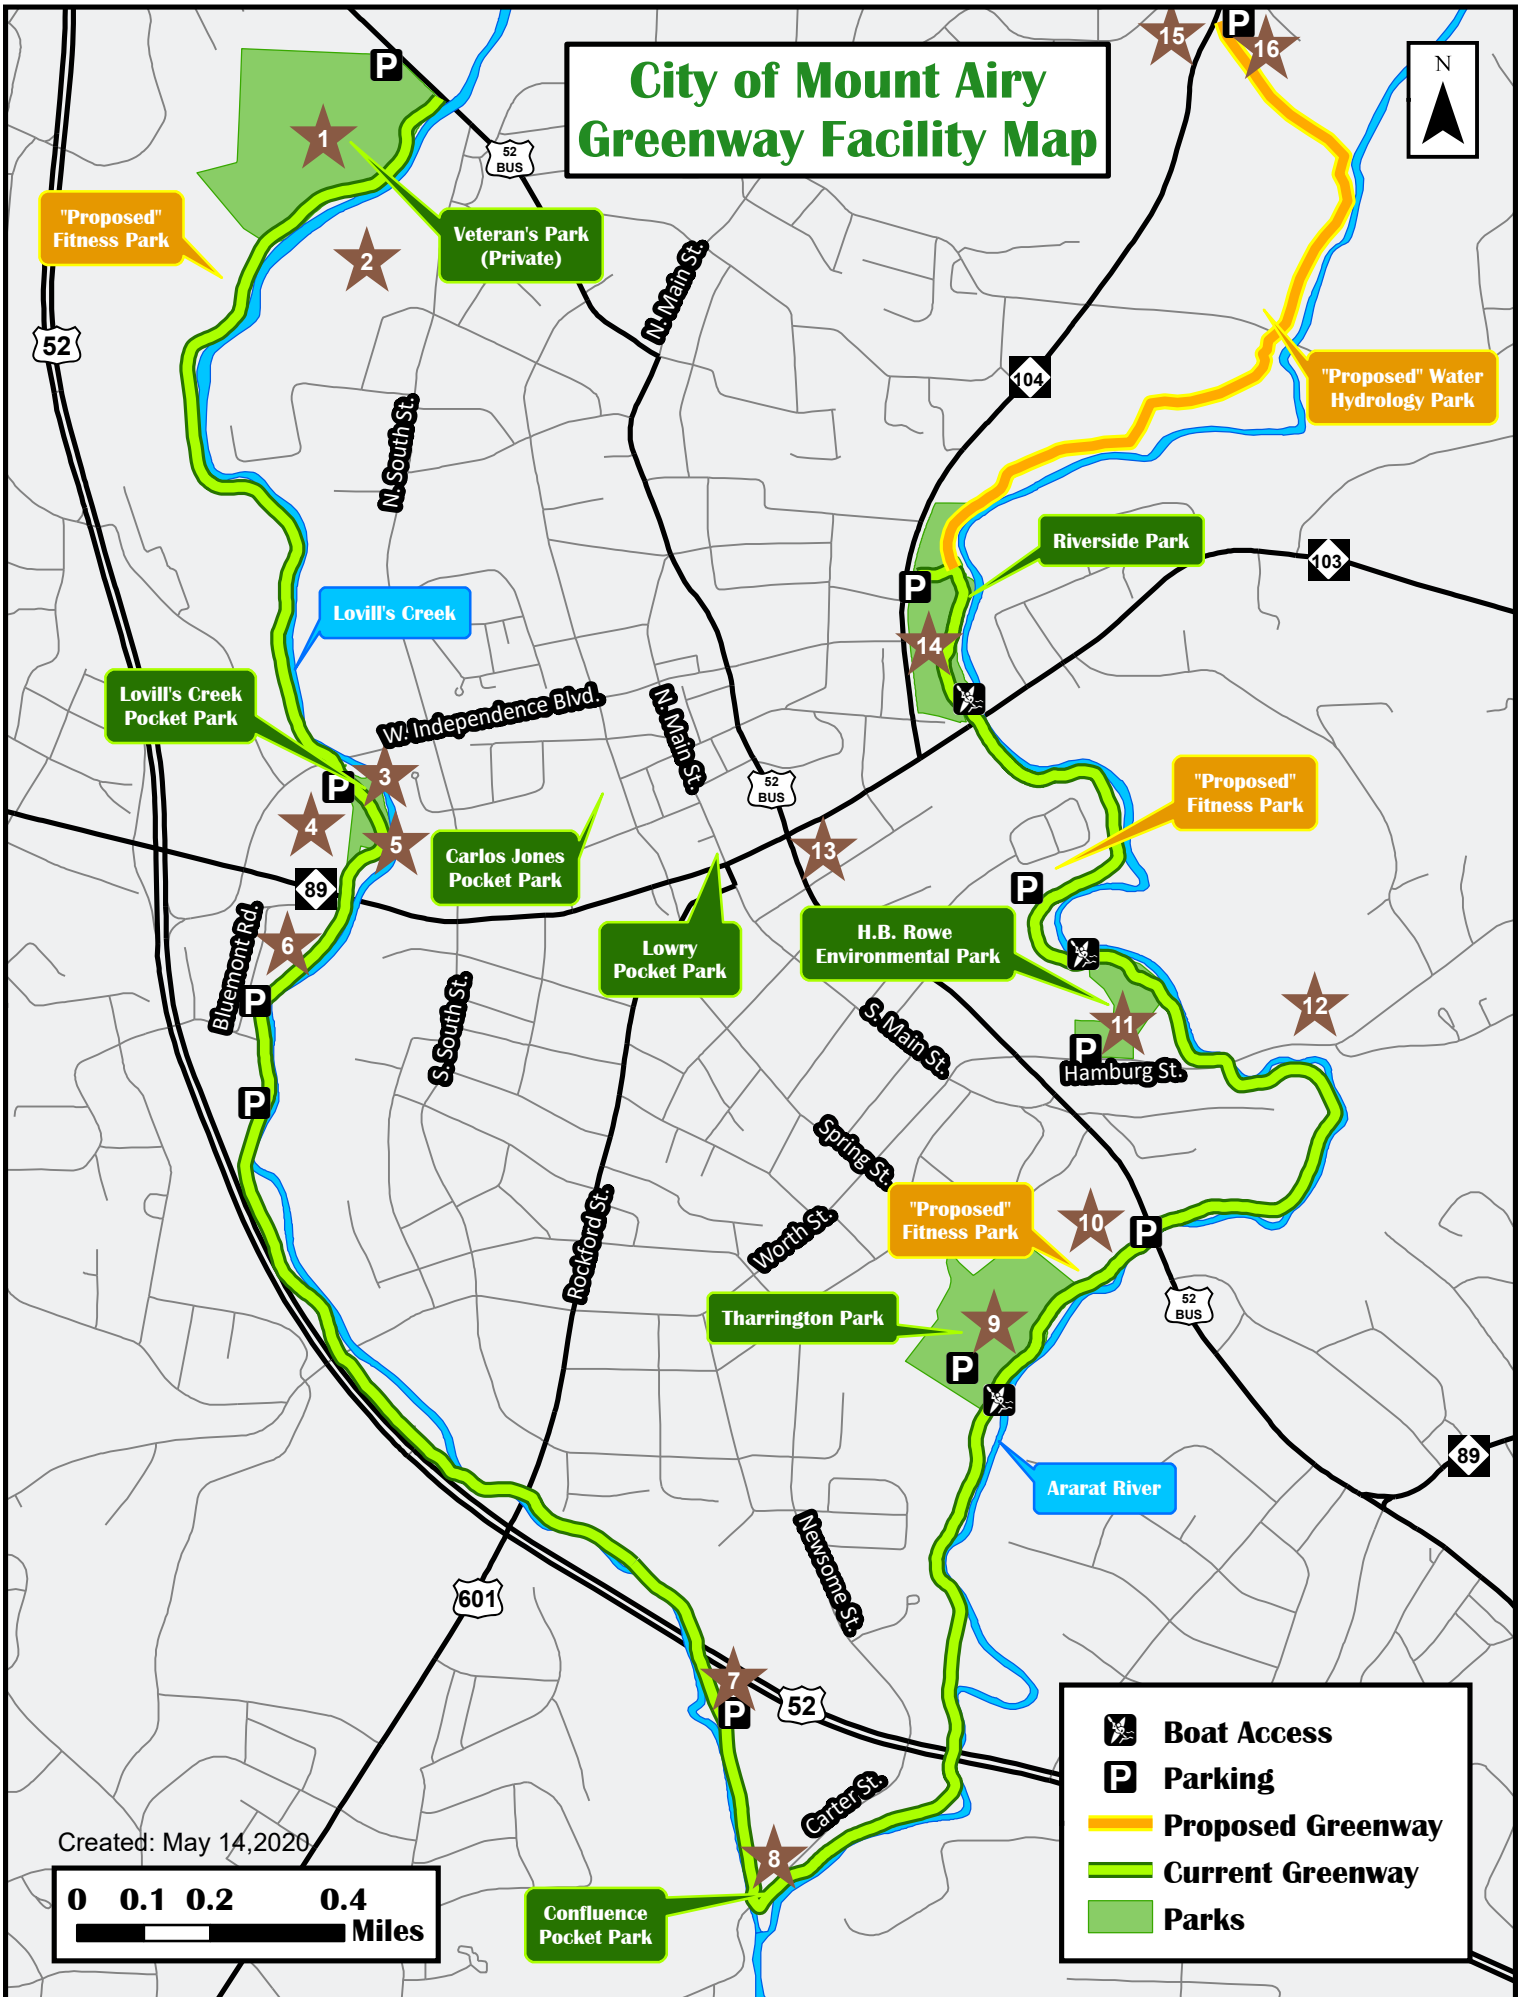 City of Mount Airy
Greenway Facility Map
N
P
P
15
16
1
52
BUS
"Proposed"
Fitness Park
Veteran's Park
(Private)
2
N. Main St.
52
104
"Proposed" Water
Hydrology Park
N. South St.
Riverside Park
103
P
Lovill's Creek
14
Lovill's Creek
Pocket Park
W. Independence Blvd.
N. Main St.
P
3
52
BUS
"Proposed"
Fitness Park
4
5
13
Carlos Jones
Pocket Park
89
P
Bluemont Rd.
6
Lowry
Pocket Park
H.B. Rowe
Environmental Park
P
S. South St.
S. Main St.
11
12
P
Hamburg St.
P
Spring St.
Rockford St.
Worth St.
"Proposed"
Fitness Park
10
P
Tharrington Park
9
52
BUS
P
89
Ararat River
Newsome St.
601
7
P
52
Carter St.
8
Confluence
Pocket Park
Boat Access
P Parking
Proposed Greenway
Current Greenway
Parks
Created: May 14,2020
0 0.1 0.2 0.4
Miles